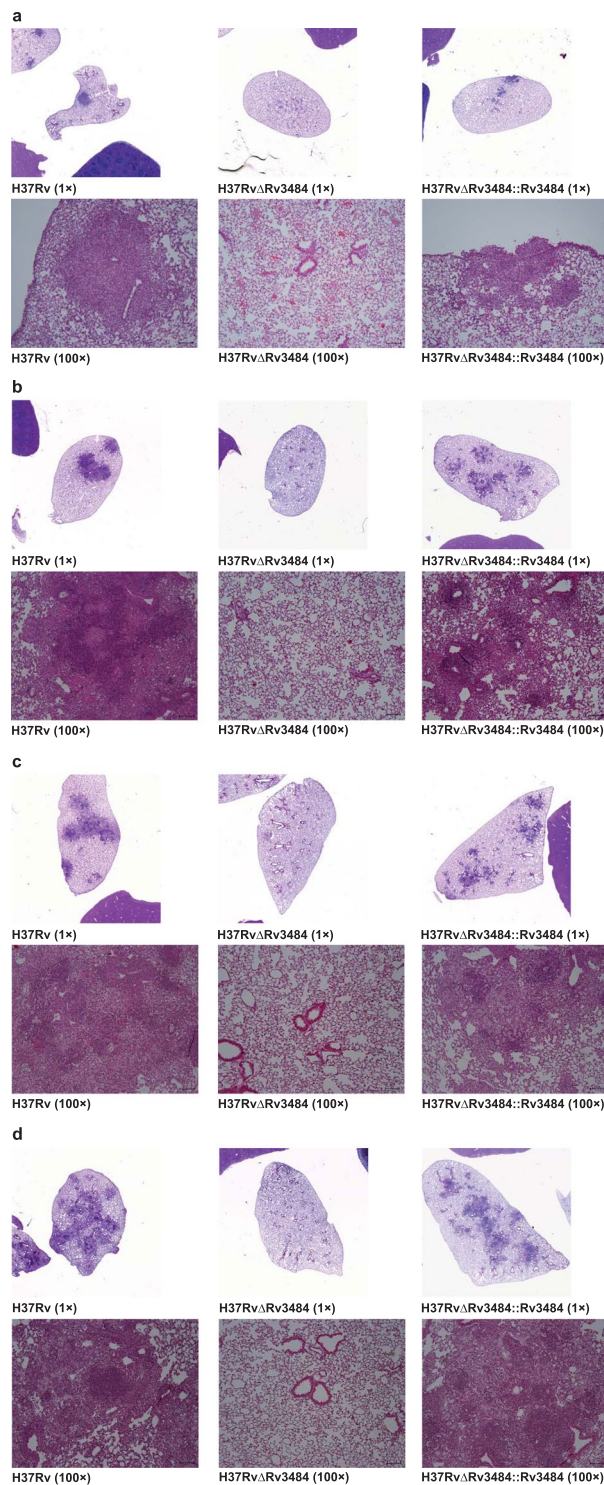 a
H37Rv (1×)
H37RvΔRv3484 (1×)
H37RvΔRv3484::Rv3484 (1×)
H37Rv (100×)
H37RvΔRv3484 (100×)
H37RvΔRv3484::Rv3484 (100×)
b
H37Rv (1×)
H37RvΔRv3484 (1×)
H37RvΔRv3484::Rv3484 (1×)
H37Rv (100×)
H37RvΔRv3484 (100×)
H37RvΔRv3484::Rv3484 (100×)
c
H37Rv (1×)
H37RvΔRv3484 (1×)
H37RvΔRv3484::Rv3484 (1×)
H37Rv (100×)
H37RvΔRv3484 (100×)
H37RvΔRv3484::Rv3484 (100×)
d
H37Rv (1×)
H37RvΔRv3484 (1×)
H37RvΔRv3484::Rv3484 (1×)
H37Rv (100×)
H37RvΔRv3484 (100×)
H37RvΔRv3484::Rv3484 (100×)